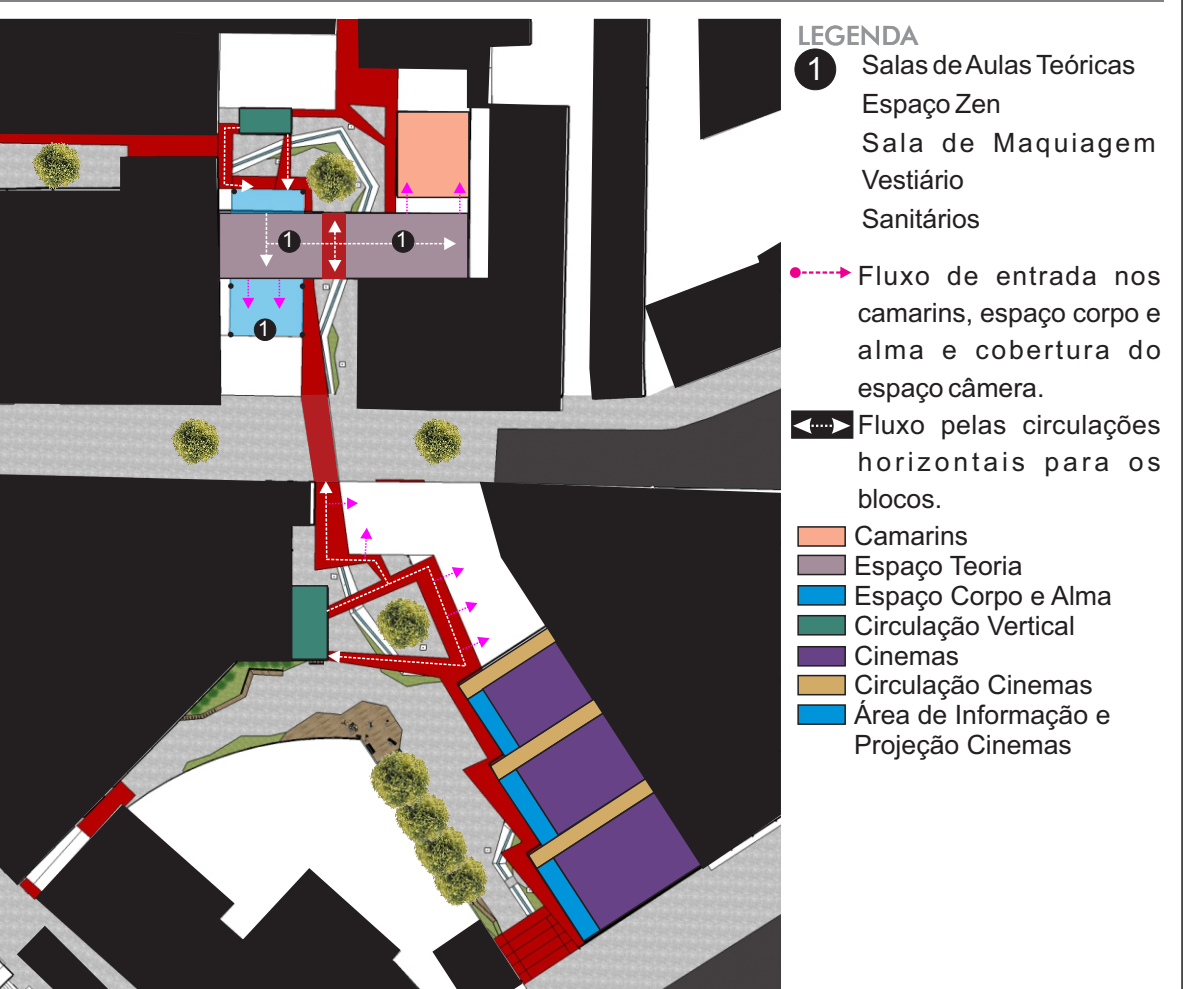 LEGENDA
1 Salas de Aulas Teóricas
Espaço Zen
Sala de Maquiagem
Vestiário
Sanitários
Fluxo de entrada nos
camarins, espaço corpo e
alma e cobertura do
espaço câmera.
Fluxo pelas circulações
horizontais para os
blocos.
Camarins
Espaço Teoria
Espaço Corpo e Alma
Circulação Vertical
Cinemas
Circulação Cinemas
Área de Informação e
Projeção Cinemas
1 1
1